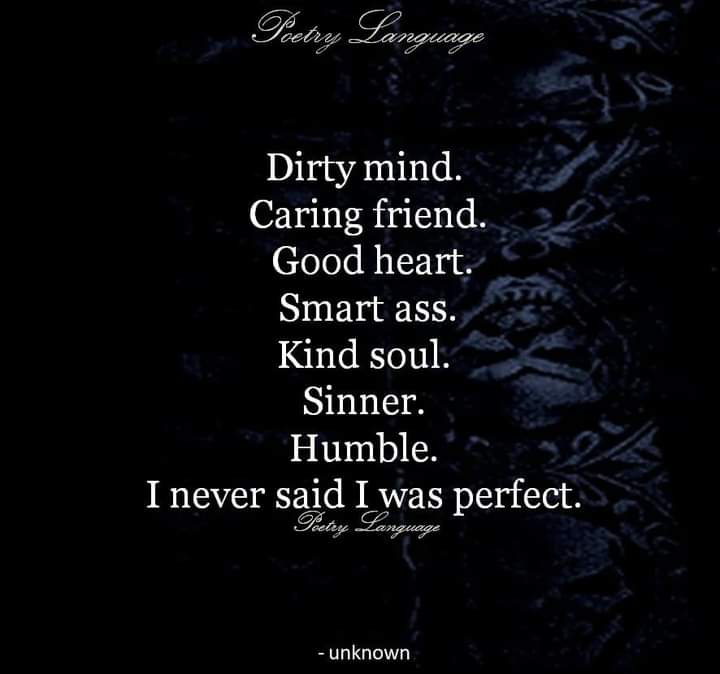 Poetry Language
Dirty mind.
Caring friend.
Good heart.
Smart ass.
Kind soul.
Sinner.
Humble.
I never said I was perfect.
Poetry Language
- unknown